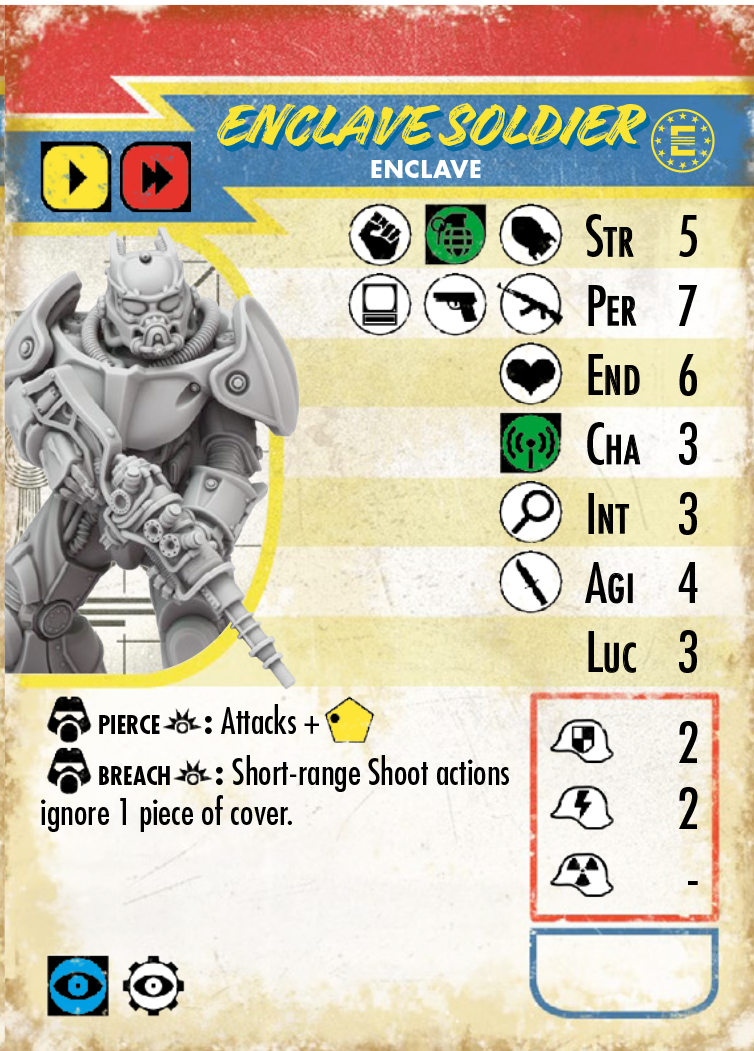 ENCLAVE SOLDIER
ENCLAVE
STR 5
PER 7
END 6
CHA 3
INT 3
AGI 4
LUC 3
PIERCE : Attacks +
BREACH : Short-range Shoot actions
ignore 1 piece of cover.
2
2
-